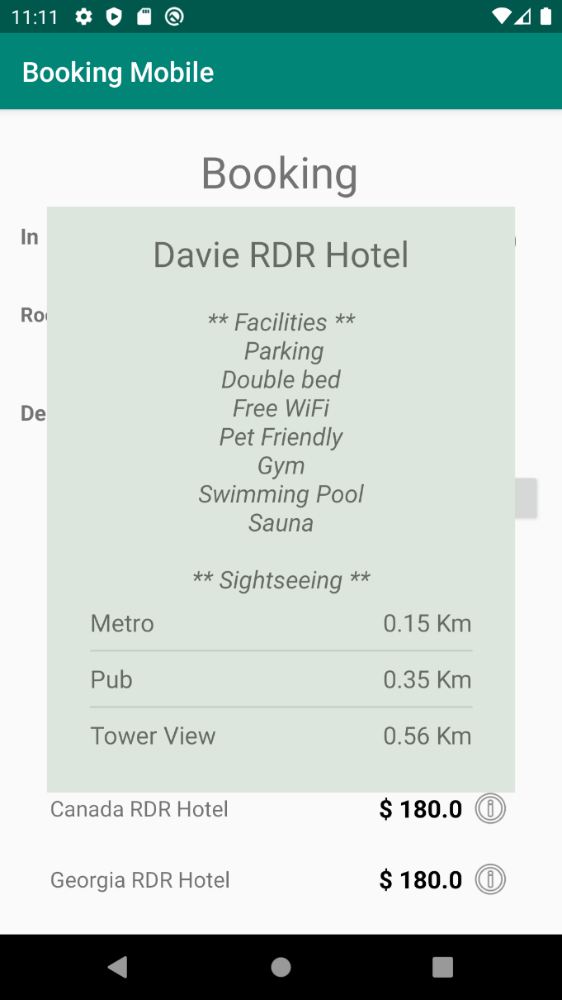 11:11
Booking Mobile
Booking
In
Davie RDR Hotel
** Facilities **
Parking
Double bed
Free WiFi
Pet Friendly
Gym
Swimming Pool
Sauna
** Sightseeing **
Metro 0.15 Km
Pub 0.35 Km
Tower View 0.56 Km
Canada RDR Hotel $ 180.0
Georgia RDR Hotel $ 180.0